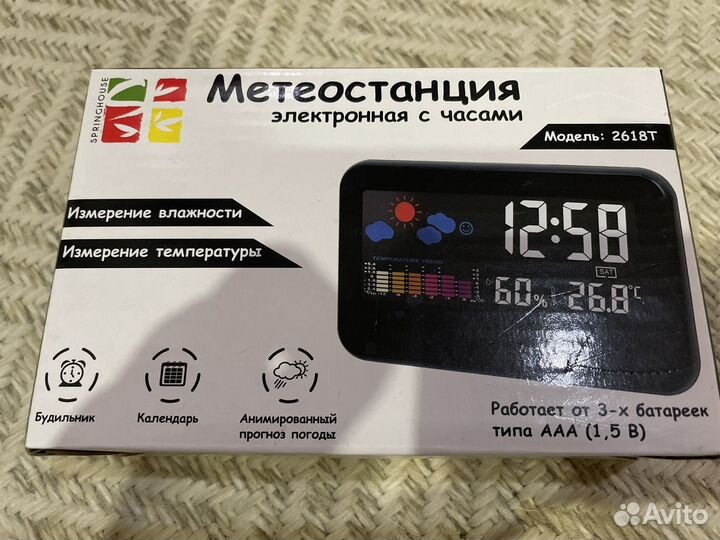 SPRINGHOUSE
Метеостанция
электронная с часами
Модель: 2618T
Измерение влажности
Измерение температуры
12:58
TEMPERATURE TREND
SAT
60% 26.8°C
Будильник
Календарь
Анимированный
прогноз погоды
Работает от 3-х батареек
типа ААА (1,5 В)
Avito